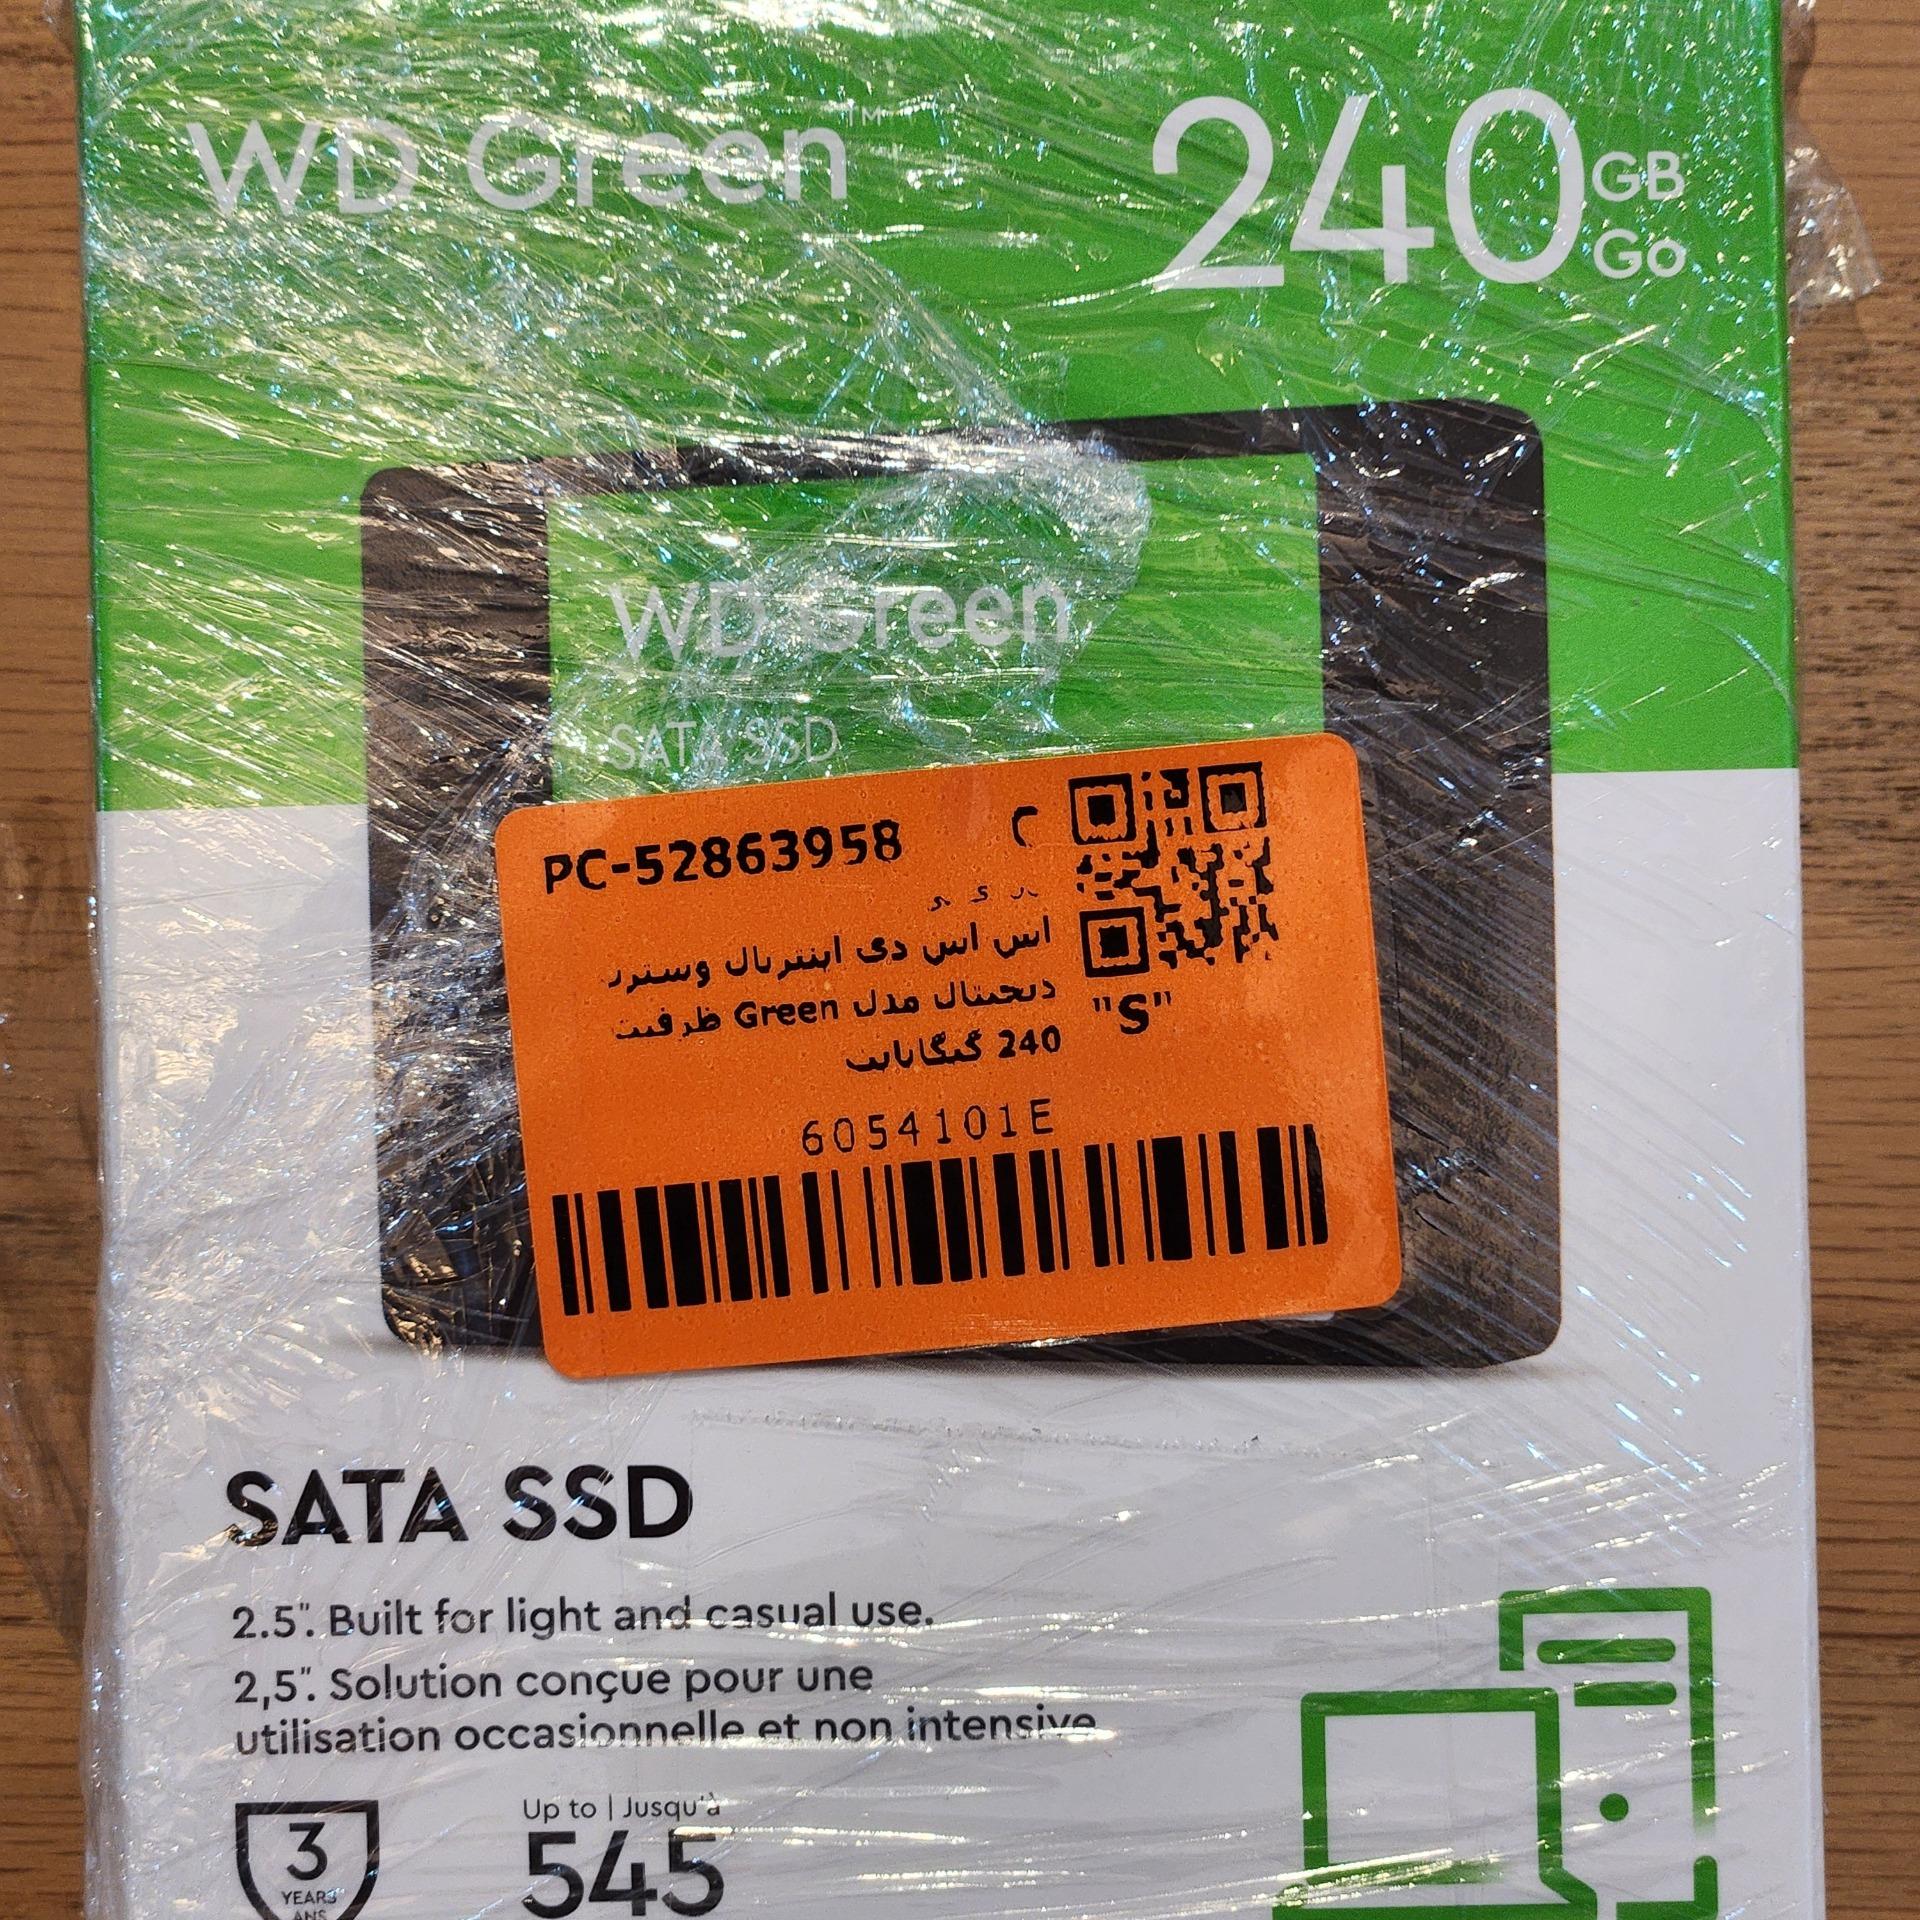 WD Green™
240
GB
Go
WD Green
SATA SSD
PC-52863958
اس اس دی اینترنال وسترن
دیجیتال مدل Green ظرفیت
240 گیگابایت
"S"
6054101E
SATA SSD
2.5". Built for light and casual use.
2,5". Solution conçue pour une
utilisation occasionnelle et non intensive
3
YEARS
ANS
Up to | Jusqu'à
545